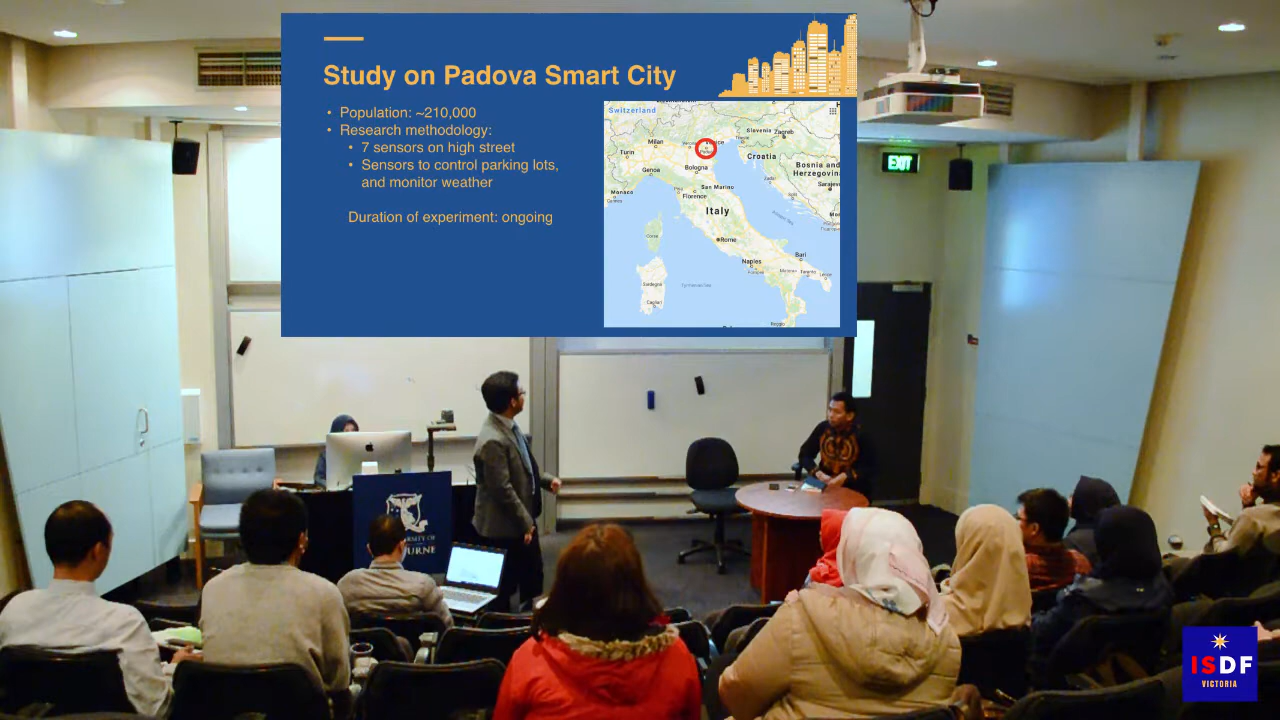 Study on Padova Smart City
• Population: ~210,000
• Research methodology:
• 7 sensors on high street
• Sensors to control parking lots,
and monitor weather
Duration of experiment: ongoing
Switzerland
Slovenia
Zagreb
Milan
Turin
Croatia
Bologna
Genoa
Bosnia and
Herzegovina
San Marino
Monaco
Florence
Italy
Rome
Naples
Bari
Cagliari
EXIT
ISDF
VICTORIA